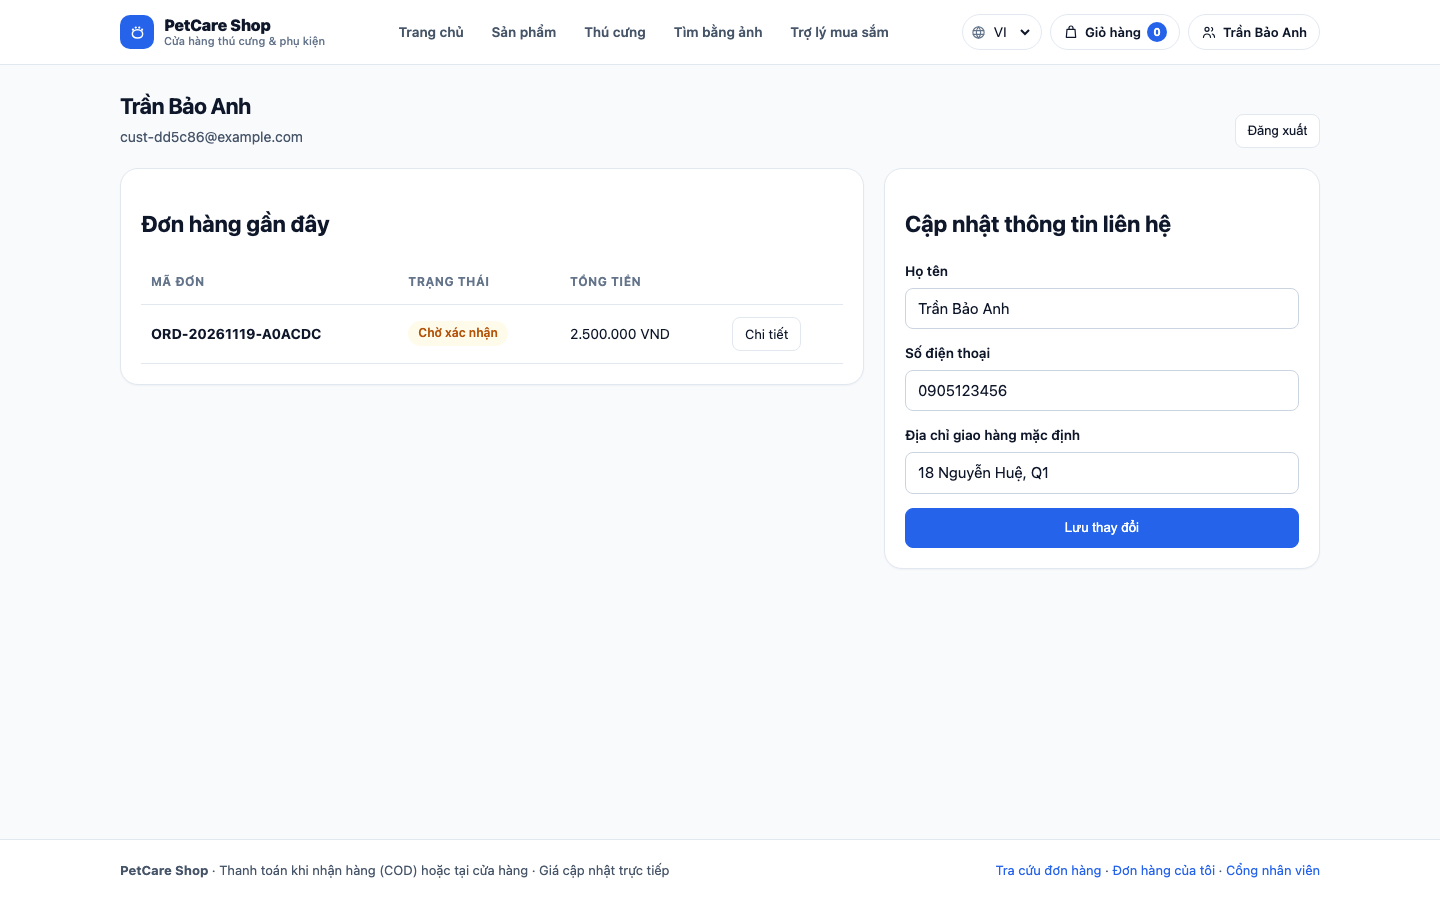 PetCare Shop
Cửa hàng thú cưng & phụ kiện
Trang chủ
Sản phẩm
Thú cưng
Tìm bằng ảnh
Trợ lý mua sắm
VI
Giỏ hàng 0
Trần Bảo Anh
Trần Bảo Anh
cust-dd5c86@example.com
Đăng xuất
Đơn hàng gần đây
MÃ ĐƠN TRẠNG THÁI TỔNG TIỀN
ORD-20261119-A0ACDC Chờ xác nhận 2.500.000 VND Chi tiết
Cập nhật thông tin liên hệ
Họ tên
Trần Bảo Anh
Số điện thoại
0905123456
Địa chỉ giao hàng mặc định
18 Nguyễn Huệ, Q1
Lưu thay đổi
PetCare Shop · Thanh toán khi nhận hàng (COD) hoặc tại cửa hàng · Giá cập nhật trực tiếp
Tra cứu đơn hàng · Đơn hàng của tôi · Cổng nhân viên